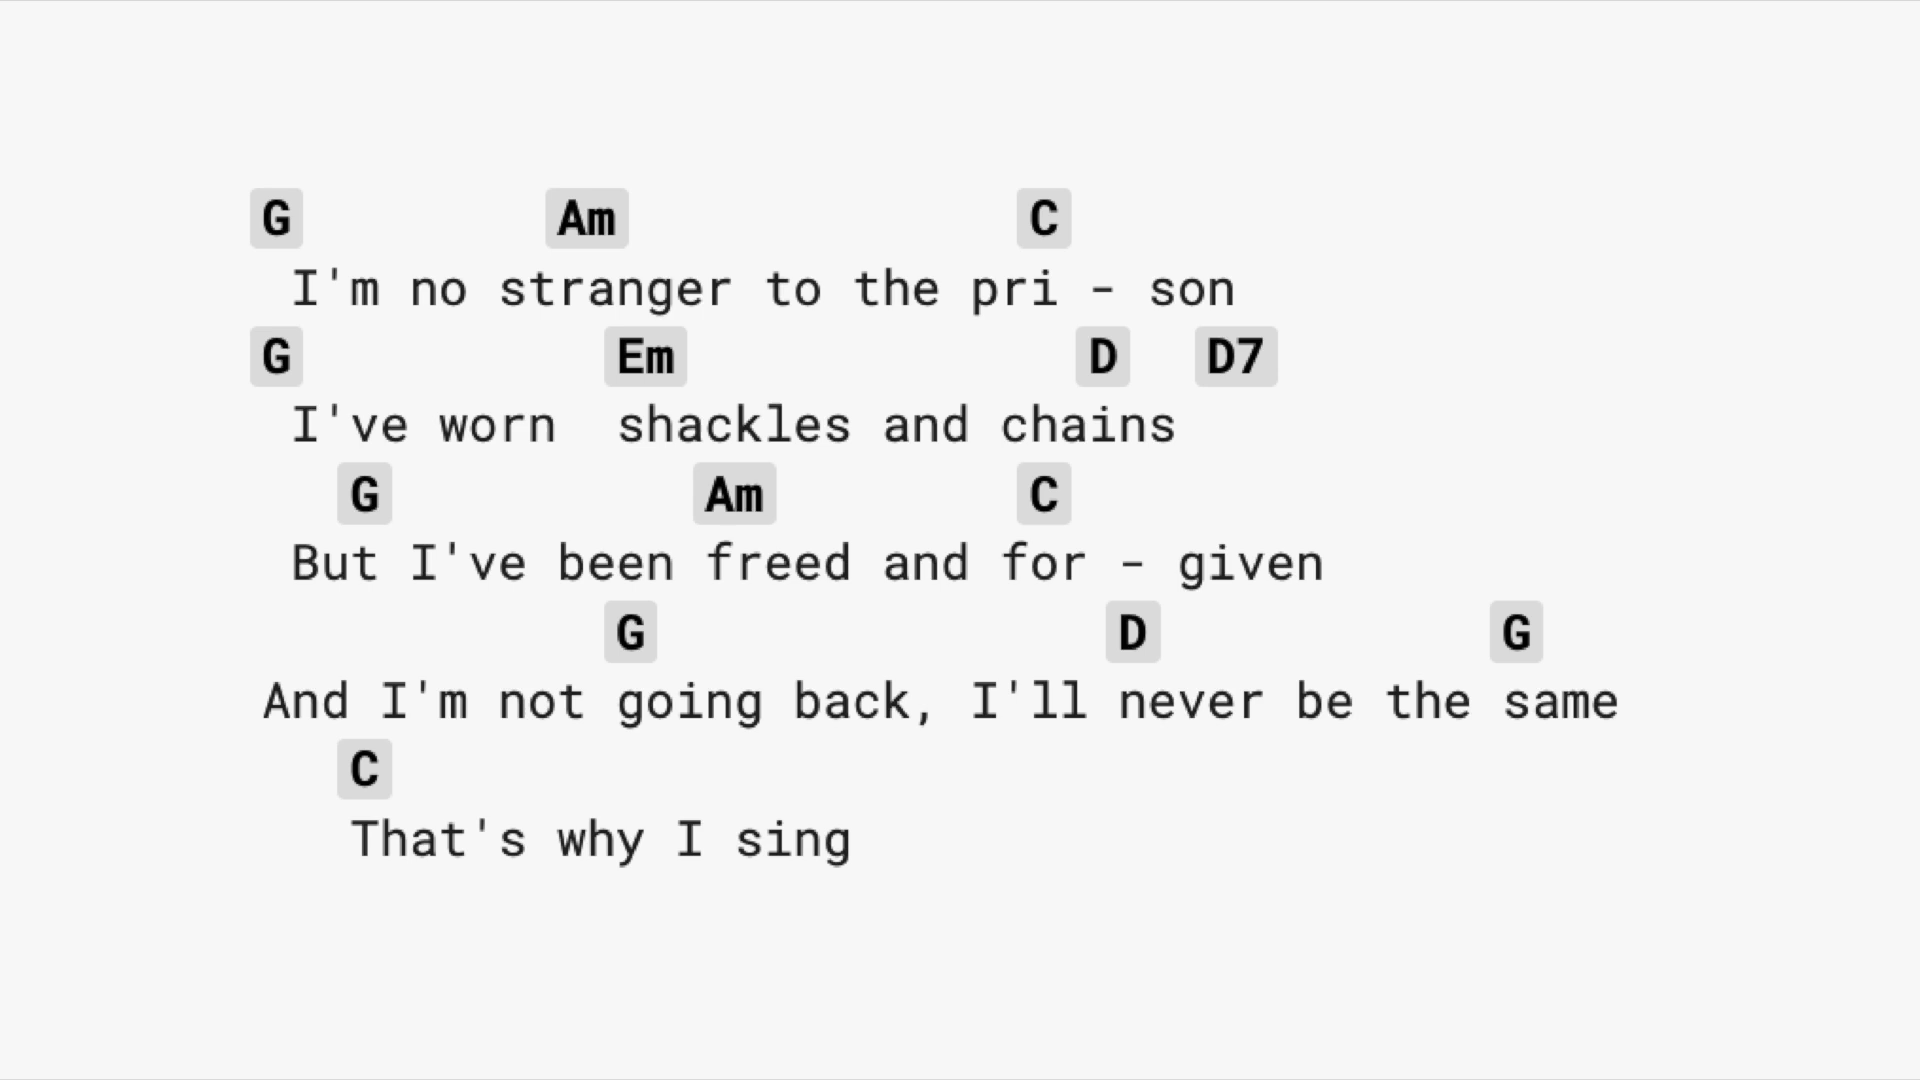 G         Am              C
 I'm no stranger to the pri - son
G           Em             D   D7
 I've worn  shackles and chains
   G           Am         C
 But I've been freed and for - given
            G                D            G
And I'm not going back, I'll never be the same
   C
   That's why I sing